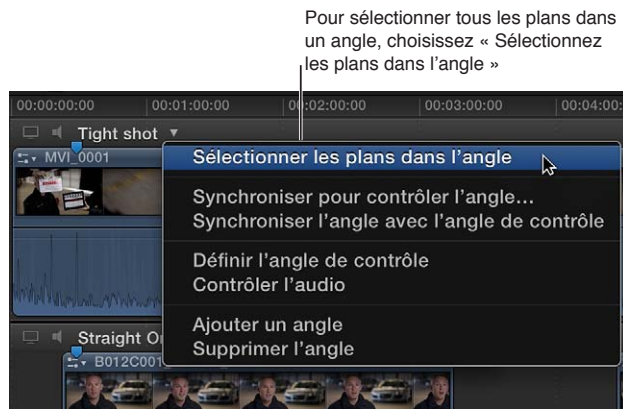 Pour sélectionner tous les plans dans
un angle, choisissez « Sélectionnez
les plans dans l'angle »
00:00:00:00 00:01:00:00 00:02:00:00 00:03:00:00 00:04:00:
Tight shot
MVI_0001
Sélectionner les plans dans l'angle
Synchroniser pour contrôler l'angle...
Synchroniser l'angle avec l'angle de contrôle
Définir l'angle de contrôle
Contrôler l'audio
Ajouter un angle
Supprimer l'angle
Straight O
B012C001